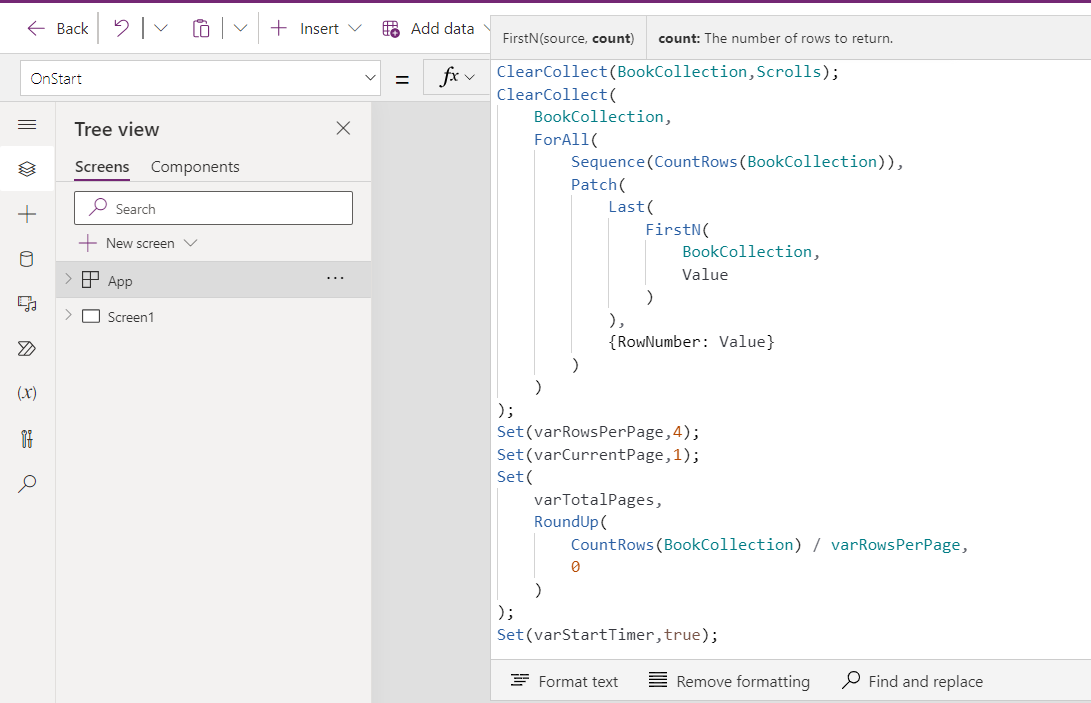 Back
Insert
Add data
FirstN(source, count)
count: The number of rows to return.
OnStart
=
fx
Tree view
Screens
Components
Search
New screen
App
...
Screen1
(x)
ClearCollect(BookCollection,Scrolls);
ClearCollect(
BookCollection,
ForAll(
Sequence(CountRows(BookCollection)),
Patch(
Last(
FirstN(
BookCollection,
Value
)
),
{RowNumber: Value}
)
)
);
Set(varRowsPerPage,4);
Set(varCurrentPage,1);
Set(
varTotalPages,
RoundUp(
CountRows(BookCollection) / varRowsPerPage,
0
)
);
Set(varStartTimer,true);
Format text
Remove formatting
Find and replace